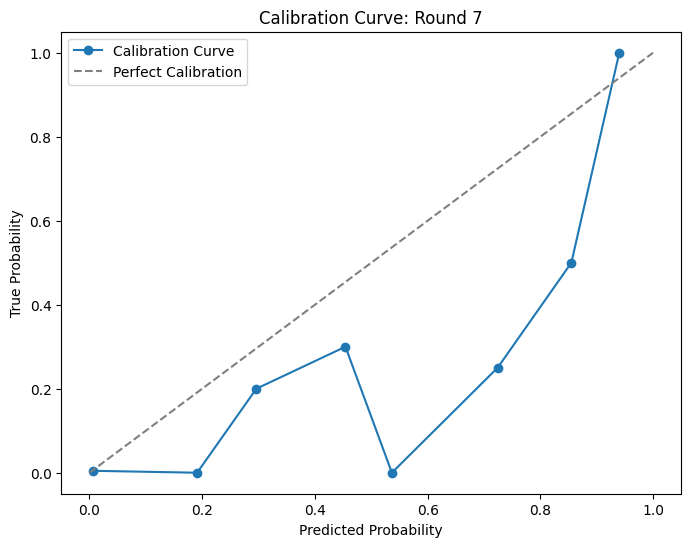 Calibration Curve: Round 7
Calibration Curve
Perfect Calibration
True Probability
1.0
0.8
0.6
0.4
0.2
0.0
0.0 0.2 0.4 0.6 0.8 1.0
Predicted Probability